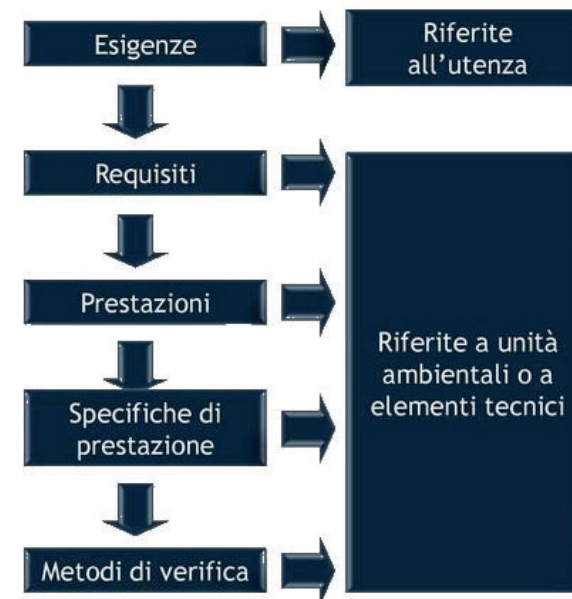 Esigenze
Riferite
all'utenza
Requisiti
Prestazioni
Specifiche di
prestazione
Metodi di verifica
Riferite a unità
ambientali o a
elementi tecnici